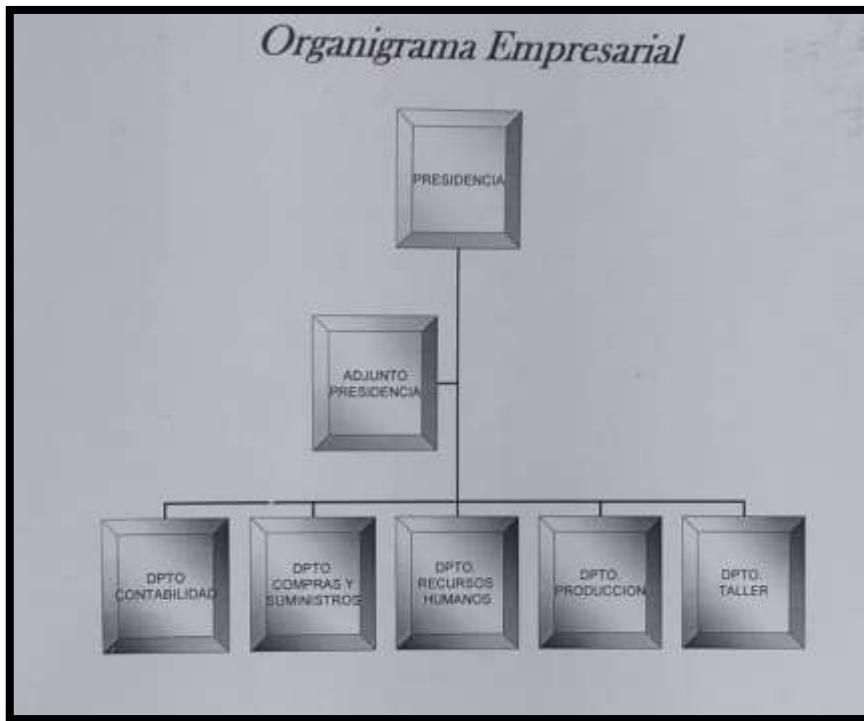 Organigrama Empresarial
PRESIDENCIA
ADJUNTO
PRESIDENCIA
DPTO
CONTABILIDAD
DPTO
COMPRAS Y
SUMINISTROS
DPTO.
RECURSOS
HUMANOS
DPTO.
PRODUCCION
DPTO.
TALLER